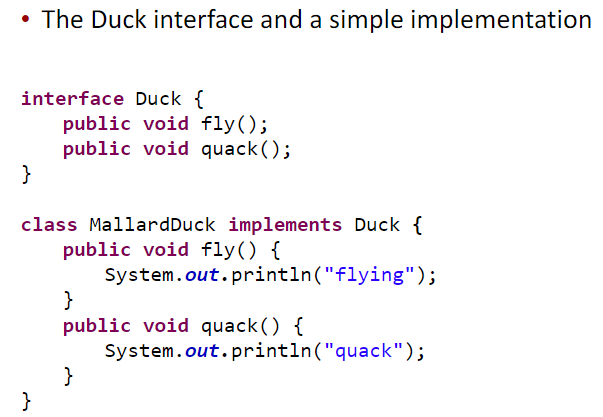 • The Duck interface and a simple implementation
interface Duck {
    public void fly();
    public void quack();
}
class MallardDuck implements Duck {
    public void fly() {
        System.out.println("flying");
    }
    public void quack() {
        System.out.println("quack");
    }
}